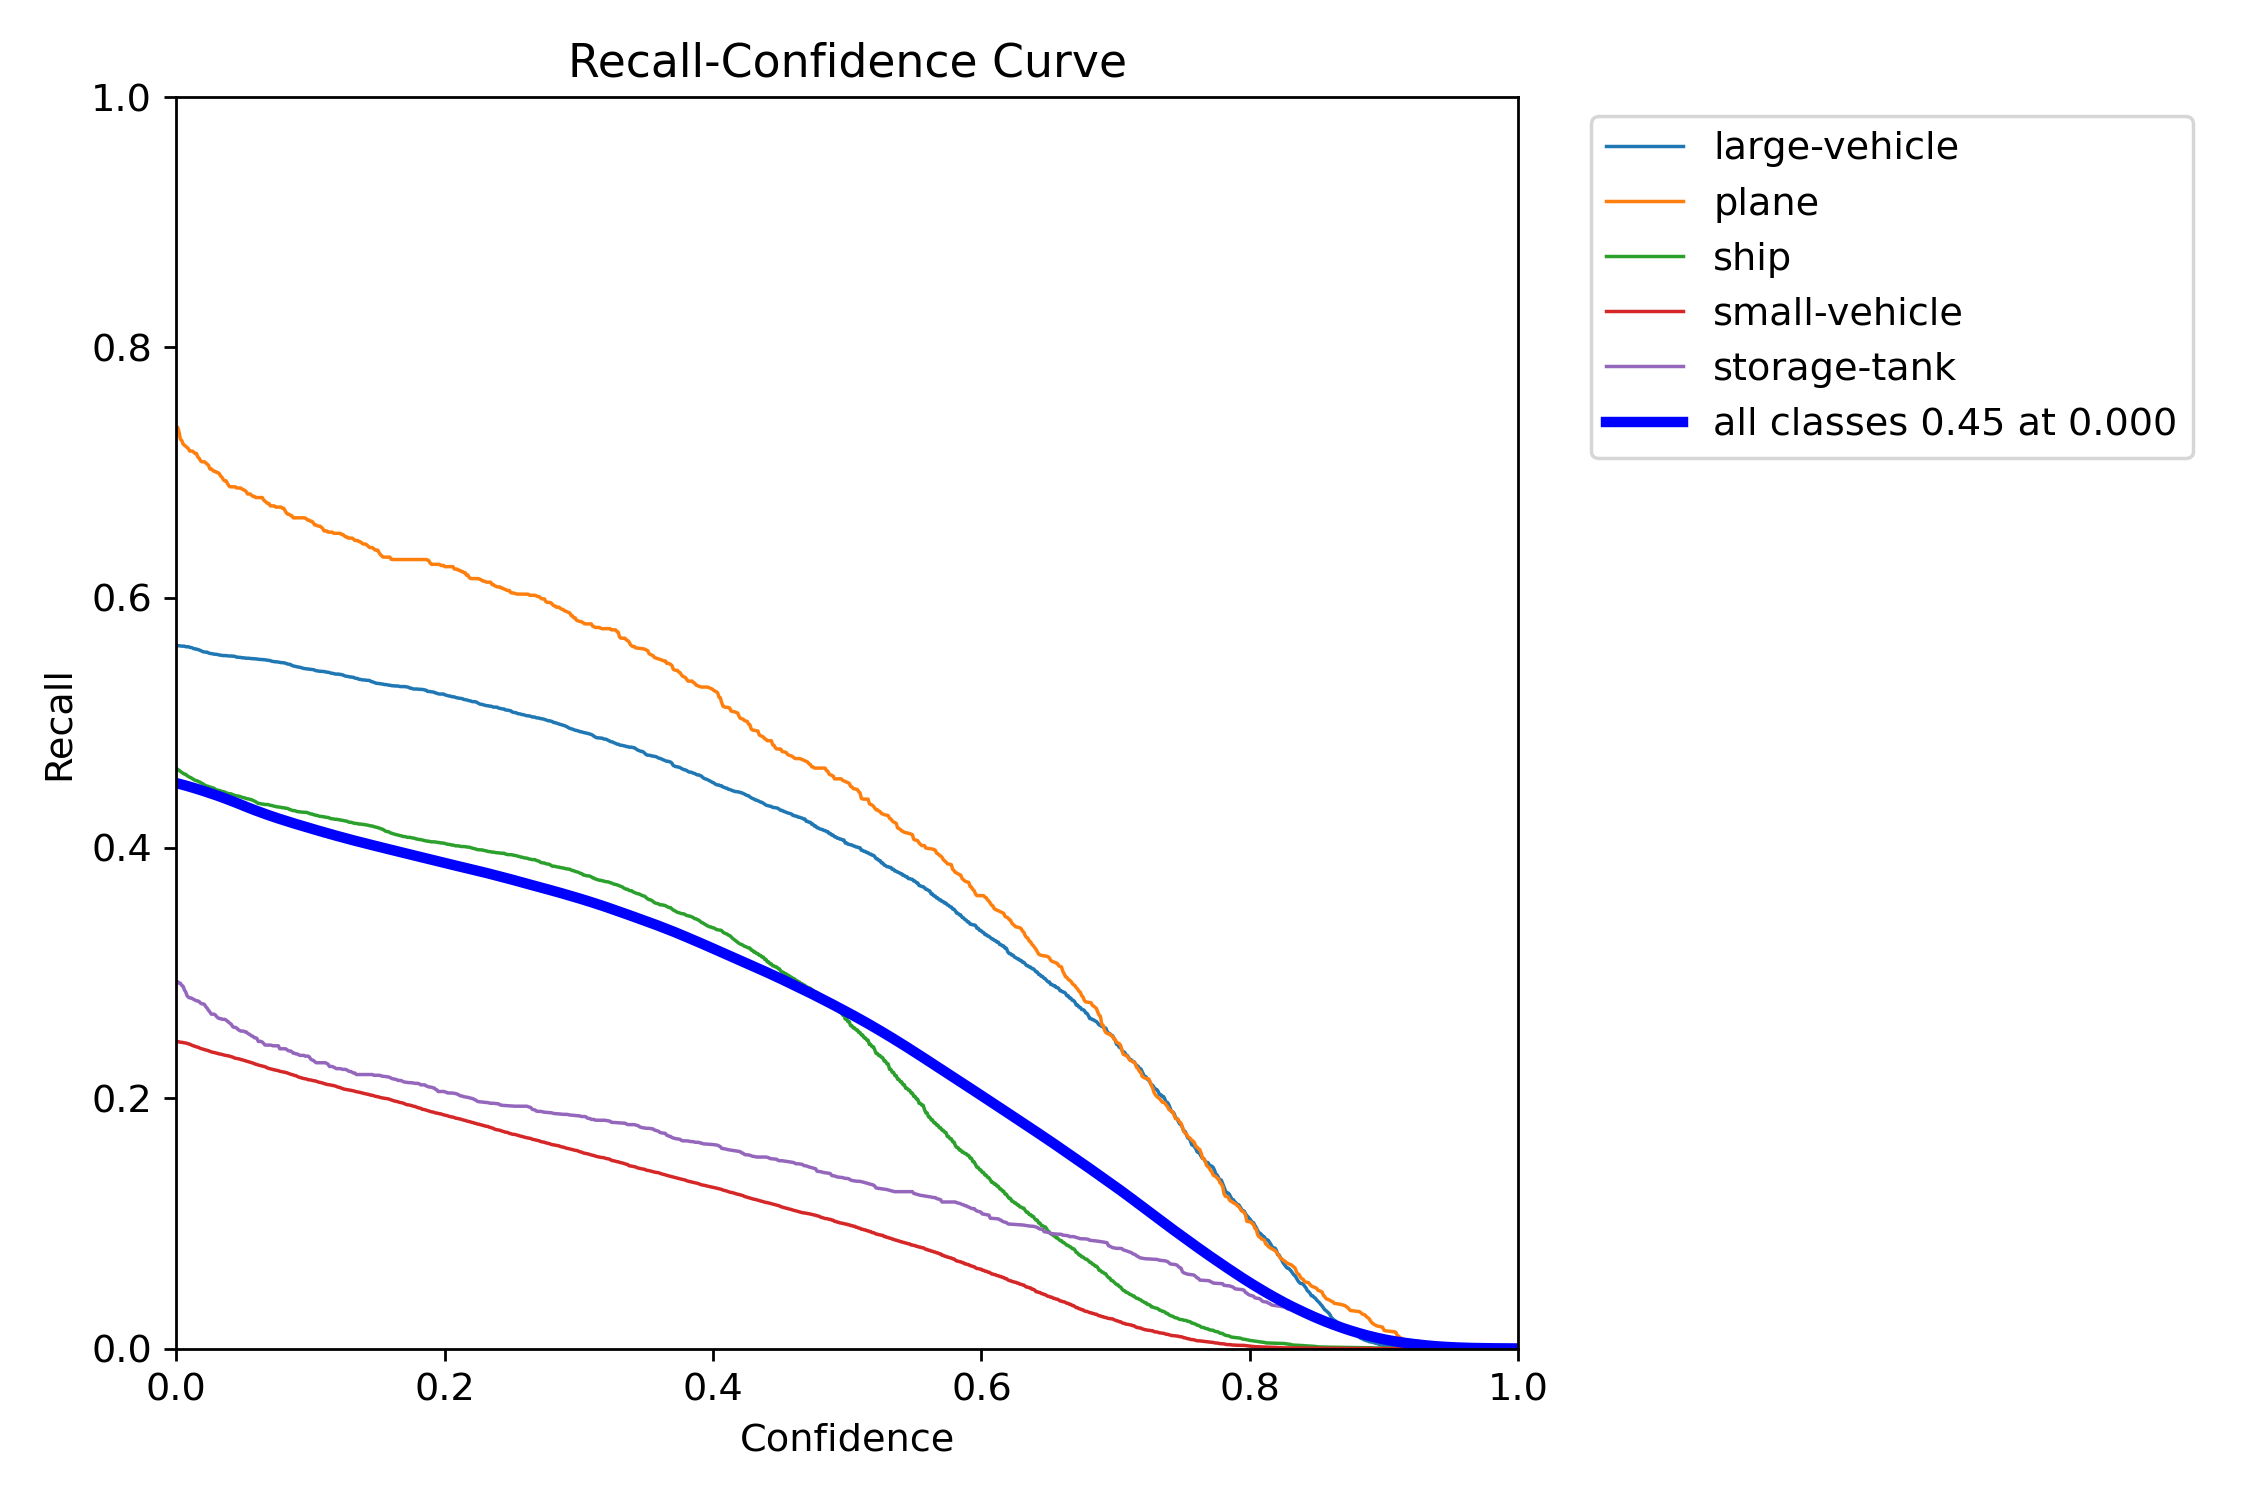 Recall-Confidence Curve
1.0
0.8
0.6
0.4
0.2
0.0
Recall
0.0 0.2 0.4 0.6 0.8 1.0
Confidence
large-vehicle
plane
ship
small-vehicle
storage-tank
all classes 0.45 at 0.000